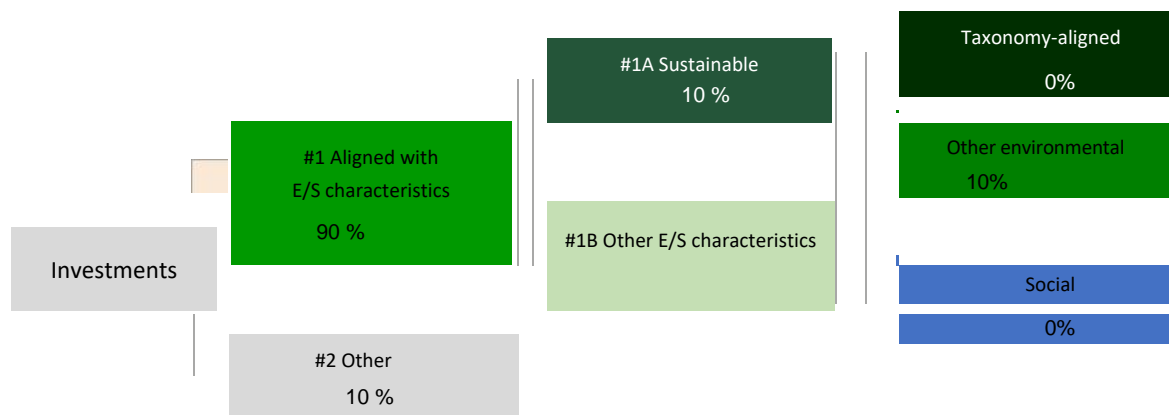 Investments
#1 Aligned with
E/S characteristics
90 %
#2 Other
10 %
#1A Sustainable
10 %
#1B Other E/S characteristics
Taxonomy-aligned
0%
Other environmental
10%
Social
0%